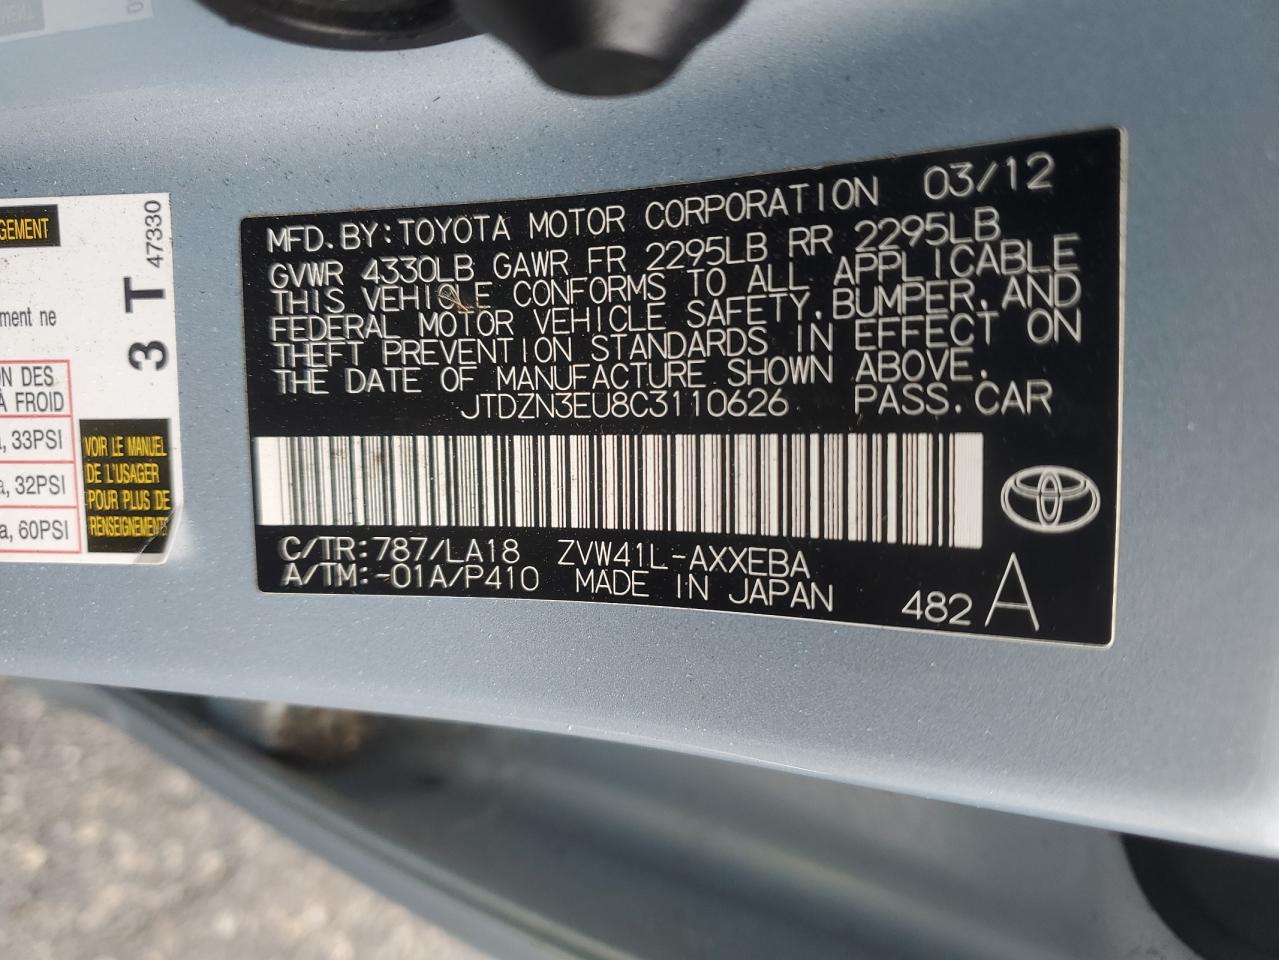 GEMENT
47330
3 T
ment ne
ON DES
A FROID
, 33PSI
a, 32PSI
a, 60PSI
VOIR LE MANUEL
DE L'USAGER
POUR PLUS DE
RENSEIGNEMENTS
MFD.BY:TOYOTA MOTOR CORPORATION 03/12
GVWR 4330LB GAWR FR 2295LB RR 2295LB
THIS VEHICLE CONFORMS TO ALL APPLICABLE
FEDERAL MOTOR VEHICLE SAFETY,BUMPER,AND
THEFT PREVENTION STANDARDS IN EFFECT ON
THE DATE OF MANUFACTURE SHOWN ABOVE.
JTDZN3EU8C3110626 PASS.CAR
C/TR:787/LA18 ZVW41L-AXXEBA
A/TM:-01A/P410 MADE IN JAPAN
482 A